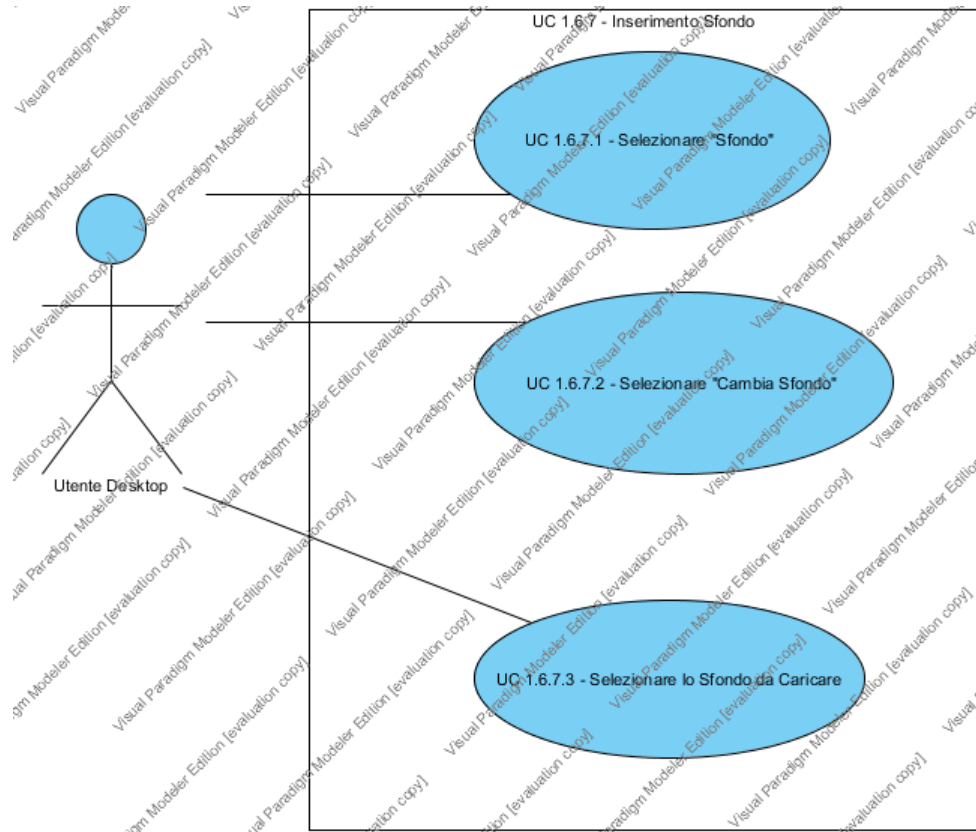 UC 1.6.7 - Inserimento Sfondo
UC 1.6.7.1 - Selezionare "Sfondo"
UC 1.6.7.2 - Selezionare "Cambia Sfondo"
Utente Desktop
UC 1.6.7.3 - Selezionare lo Sfondo da Caricare
Visual Paradigm Modeler Edition [evaluation copy]